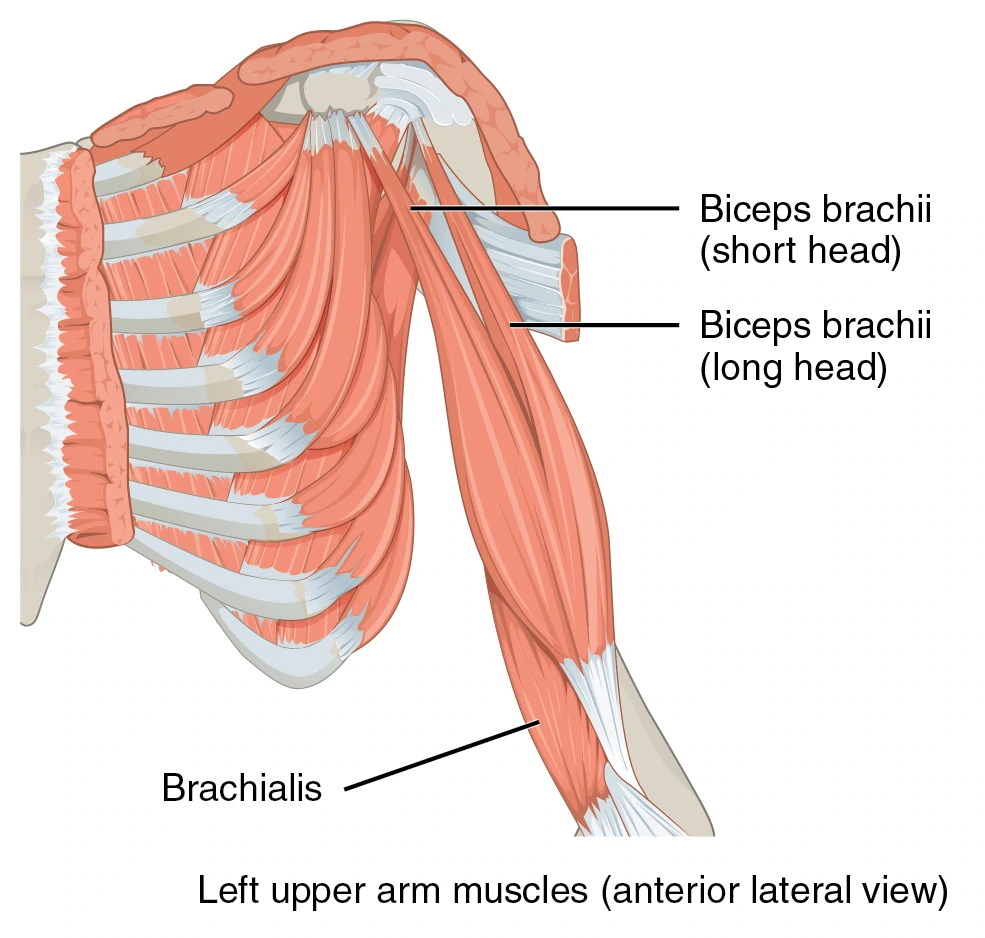 Biceps brachii
(short head)
Biceps brachii
(long head)
Brachialis
Left upper arm muscles (anterior lateral view)